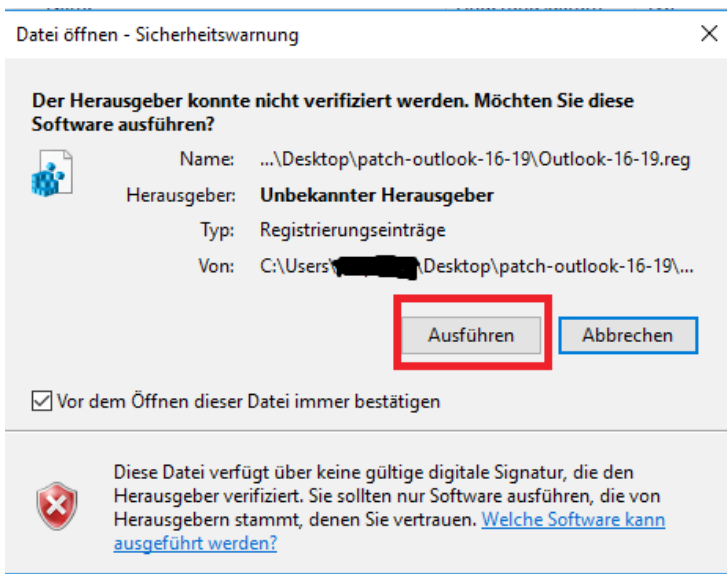 Datei öffnen - Sicherheitswarnung
Der Herausgeber konnte nicht verifiziert werden. Möchten Sie diese
Software ausführen?
Name: ...\Desktop\patch-outlook-16-19\Outlook-16-19.reg
Herausgeber: Unbekannter Herausgeber
Typ: Registrierungseinträge
Von: C:\Users\ \Desktop\patch-outlook-16-19\...
Ausführen Abbrechen
Vor dem Öffnen dieser Datei immer bestätigen
Diese Datei verfügt über keine gültige digitale Signatur, die den
Herausgeber verifiziert. Sie sollten nur Software ausführen, die von
Herausgebern stammt, denen Sie vertrauen. Welche Software kann
ausgeführt werden?